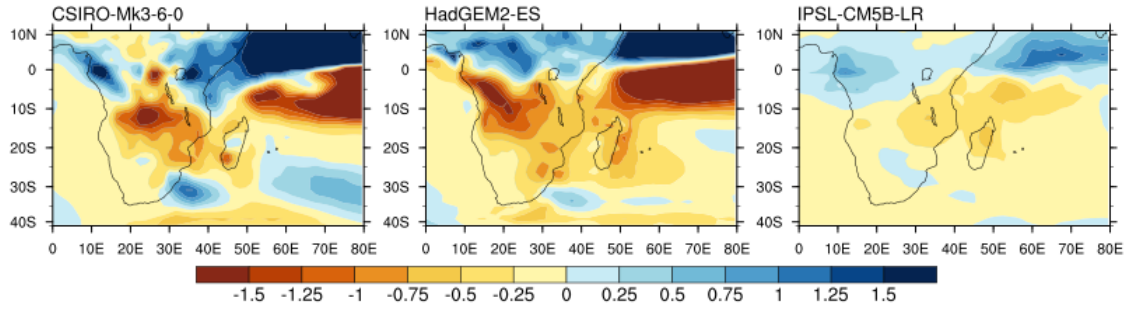 CSIRO-Mk3-6-0 HadGEM2-ES IPSL-CM5B-LR
10N 10N 10N
0 0 0
10S 10S 10S
20S 20S 20S
30S 30S 30S
40S 40S 40S
0 10E 20E 30E 40E 50E 60E 70E 80E 0 10E 20E 30E 40E 50E 60E 70E 80E 0 10E 20E 30E 40E 50E 60E 70E 80E
-1.5 -1.25 -1 -0.75 -0.5 -0.25 0 0.25 0.5 0.75 1 1.25 1.5